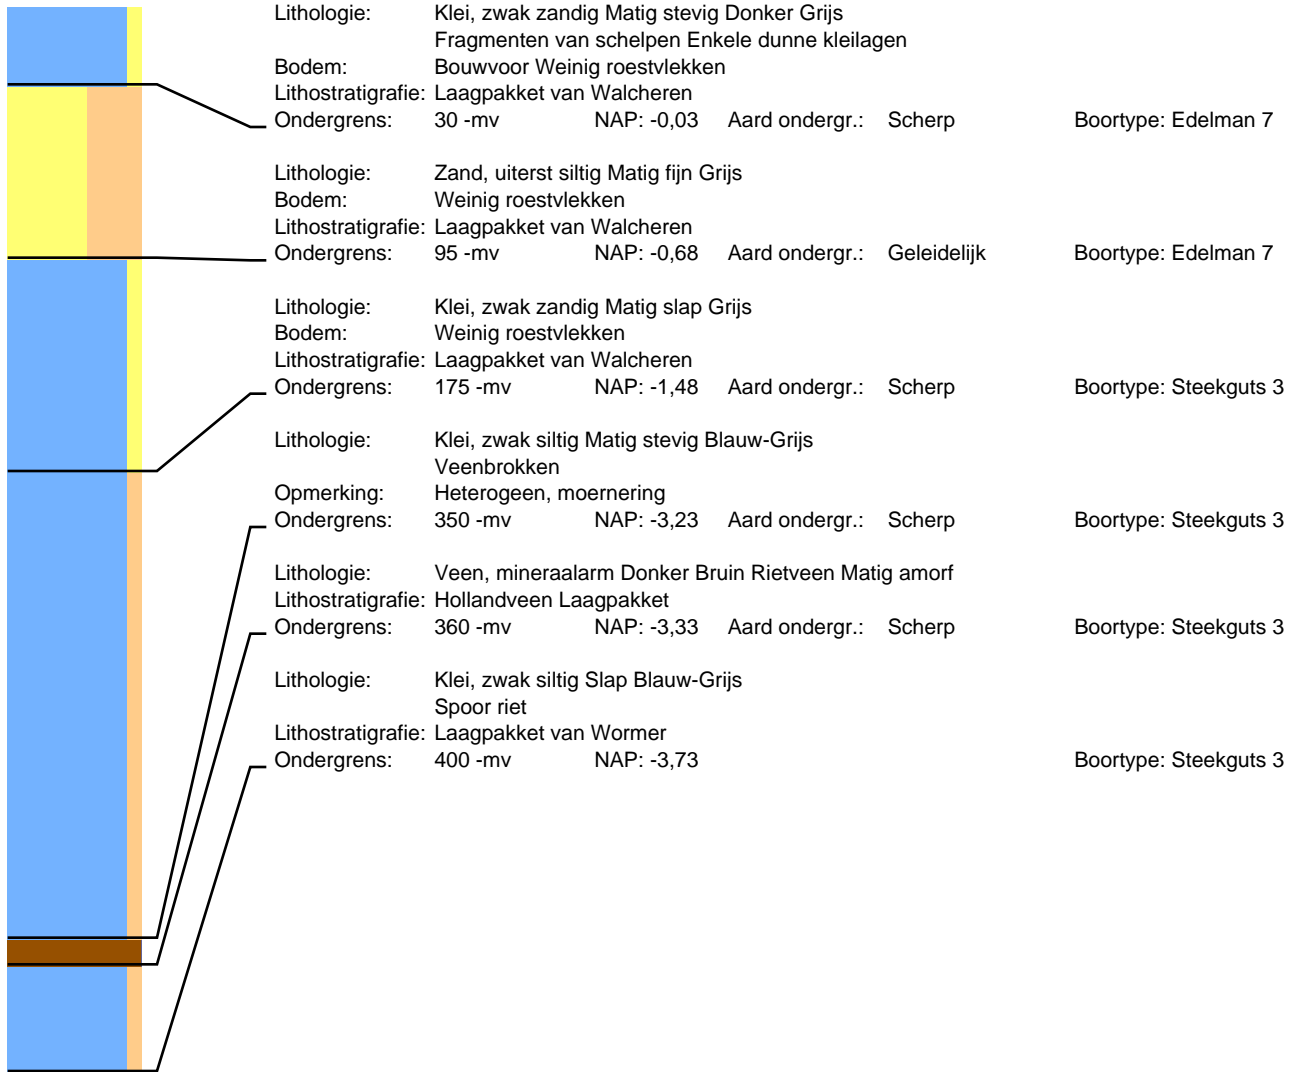 Lithologie: Klei, zwak zandig Matig stevig Donker Grijs
Fragmenten van schelpen Enkele dunne kleilagen
Bodem: Bouwvoor Weinig roestvlekken
Lithostratigrafie: Laagpakket van Walcheren
Ondergrens: 30 -mv NAP: -0,03 Aard ondergr.: Scherp Boortype: Edelman 7
Lithologie: Zand, uiterst siltig Matig fijn Grijs
Bodem: Weinig roestvlekken
Lithostratigrafie: Laagpakket van Walcheren
Ondergrens: 95 -mv NAP: -0,68 Aard ondergr.: Geleidelijk Boortype: Edelman 7
Lithologie: Klei, zwak zandig Matig slap Grijs
Bodem: Weinig roestvlekken
Lithostratigrafie: Laagpakket van Walcheren
Ondergrens: 175 -mv NAP: -1,48 Aard ondergr.: Scherp Boortype: Steekguts 3
Lithologie: Klei, zwak siltig Matig stevig Blauw-Grijs
Veenbrokken
Opmerking: Heterogeen, moernering
Ondergrens: 350 -mv NAP: -3,23 Aard ondergr.: Scherp Boortype: Steekguts 3
Lithologie: Veen, mineraalarm Donker Bruin Rietveen Matig amorf
Lithostratigrafie: Hollandveen Laagpakket
Ondergrens: 360 -mv NAP: -3,33 Aard ondergr.: Scherp Boortype: Steekguts 3
Lithologie: Klei, zwak siltig Slap Blauw-Grijs
Spoor riet
Lithostratigrafie: Laagpakket van Wormer
Ondergrens: 400 -mv NAP: -3,73 Boortype: Steekguts 3